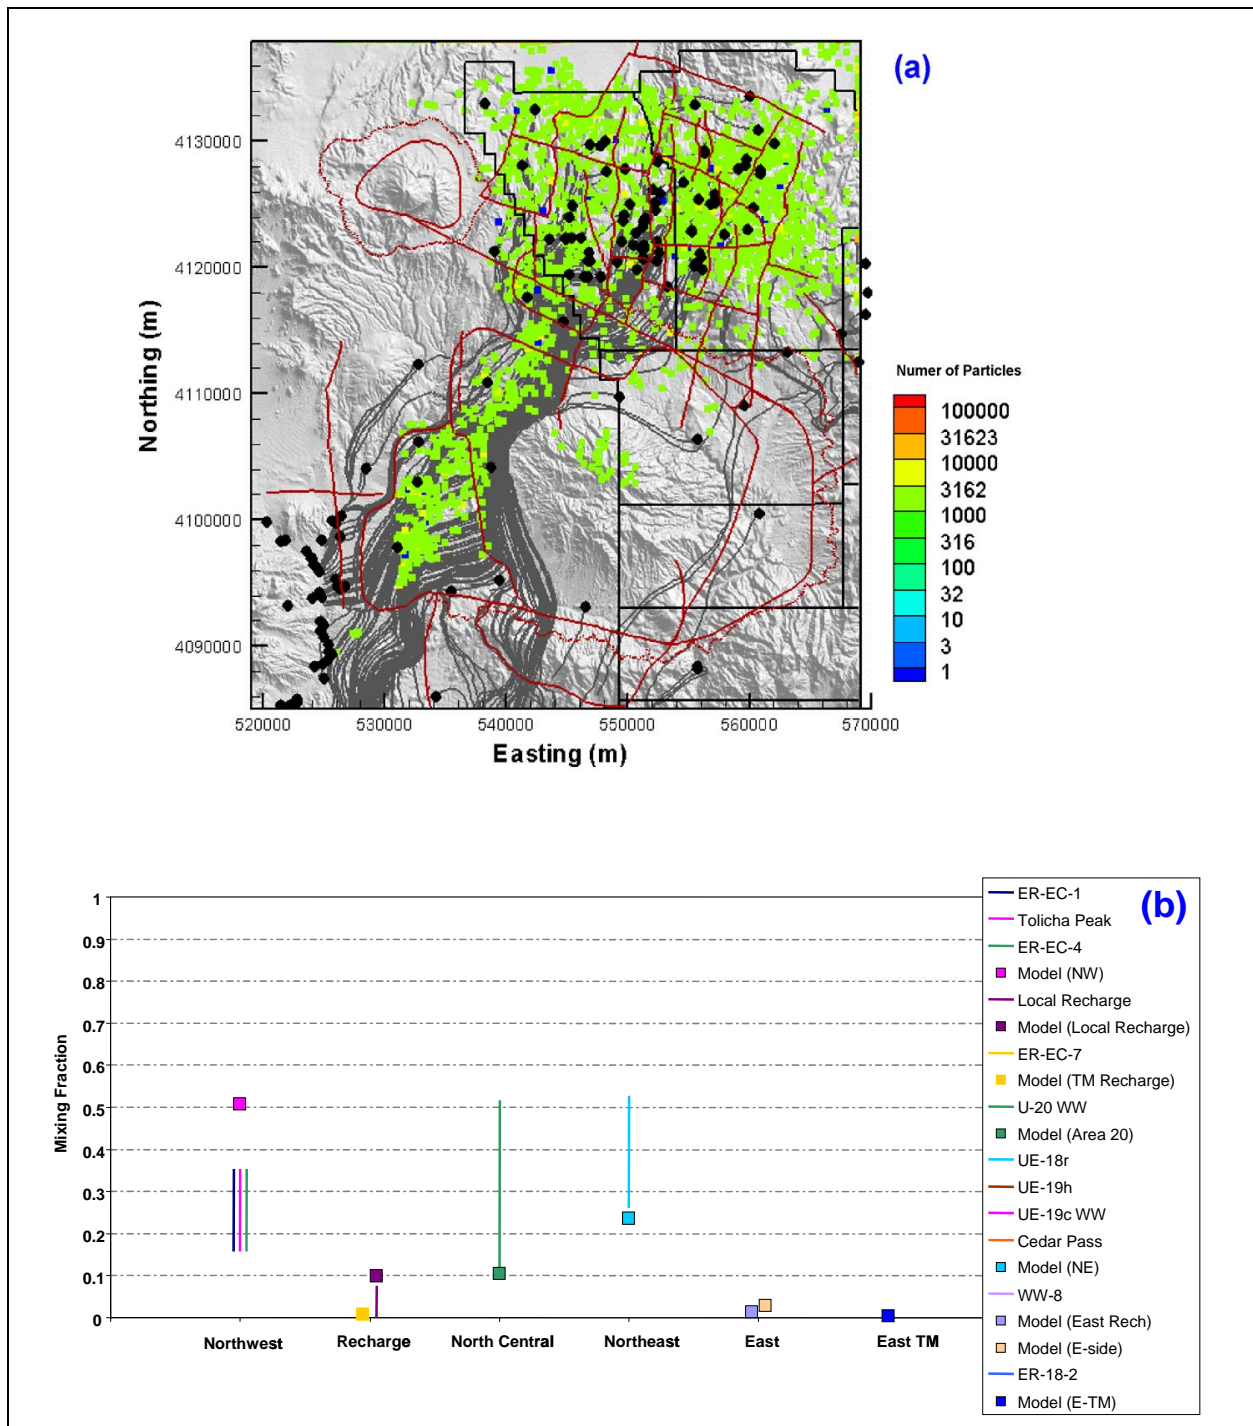 (a)
4130000
4120000
4110000
4100000
4090000
Northing (m)
520000 530000 540000 550000 560000 570000
Easting (m)
Numer of Particles
100000
31623
10000
3162
1000
316
100
32
10
3
1
(b)
1
0.9
0.8
0.7
0.6
0.5
0.4
0.3
0.2
0.1
0
Mixing Fraction
Northwest Recharge North Central Northeast East East TM
ER-EC-1
Tolicha Peak
ER-EC-4
Model (NW)
Local Recharge
Model (Local Recharge)
ER-EC-7
Model (TM Recharge)
U-20 WW
Model (Area 20)
UE-18r
UE-19h
UE-19c WW
Cedar Pass
Model (NE)
WW-8
Model (East Rech)
Model (E-side)
ER-18-2
Model (E-TM)